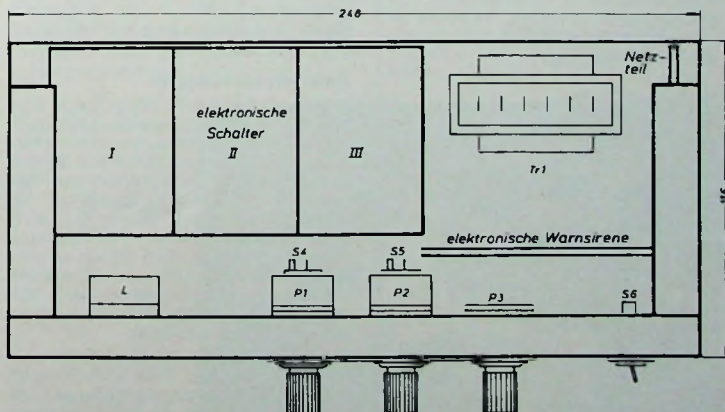 248
Netz-
teil
elektronische
Schalter
I
II
III
Tr1
elektronische Warnsirene
S4
S5
L
P1
P2
P3
S6